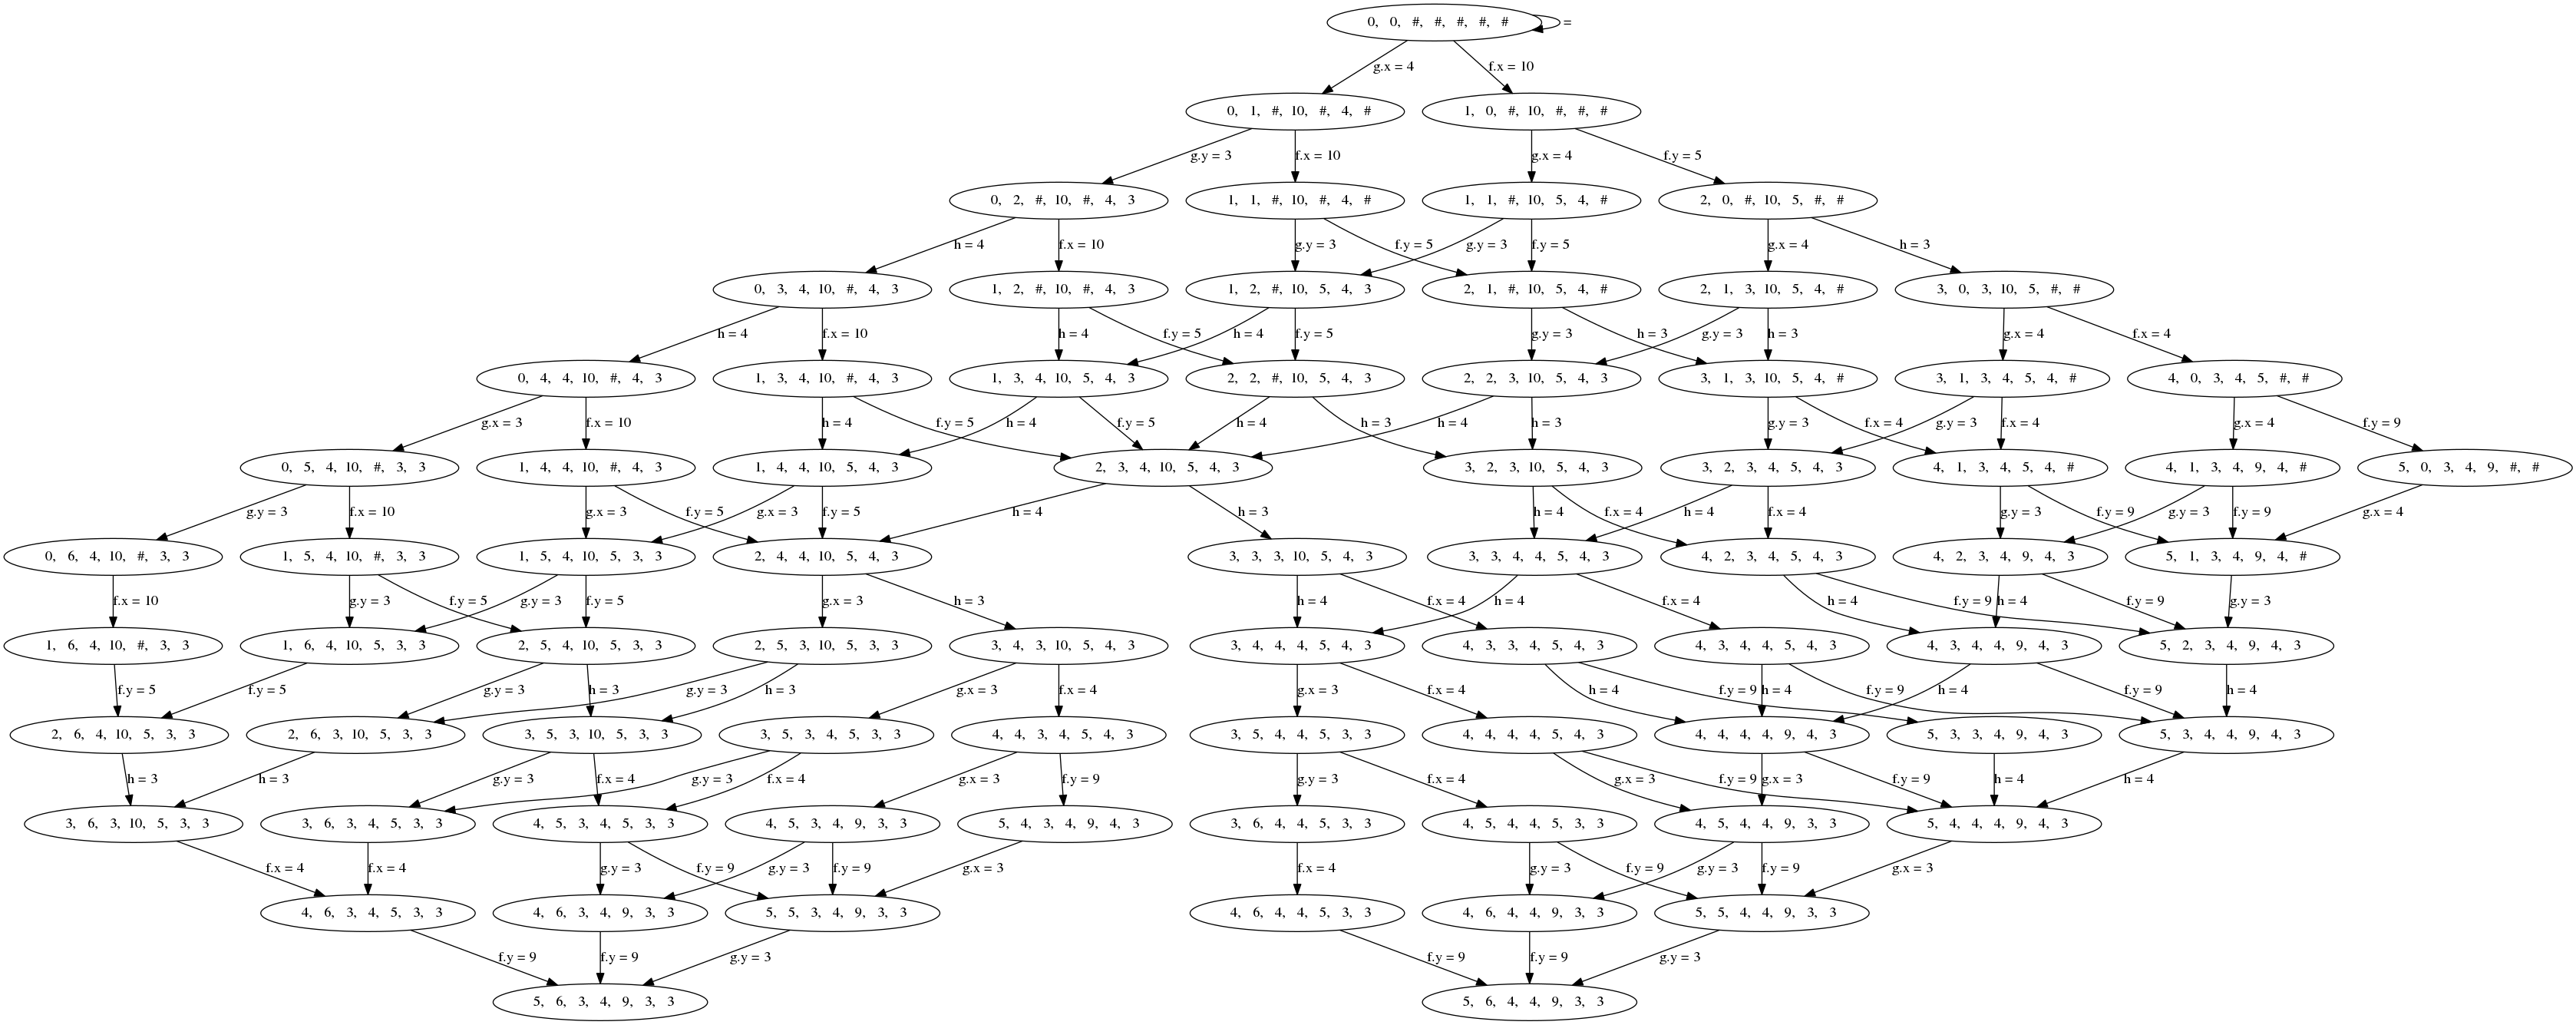 0, 0, #, #, #, #, #
=
g.x = 4
f.x = 10
0, 1, #, 10, #, 4, #
1, 0, #, 10, #, #, #
g.y = 3
f.x = 10
g.x = 4
f.y = 5
0, 2, #, 10, #, 4, 3
1, 1, #, 10, #, 4, #
1, 1, #, 10, 5, 4, #
2, 0, #, 10, 5, #, #
h = 4
f.x = 10
g.y = 3
f.y = 5
g.y = 3
f.y = 5
g.x = 4
h = 3
0, 3, 4, 10, #, 4, 3
1, 2, #, 10, #, 4, 3
1, 2, #, 10, 5, 4, 3
2, 1, #, 10, 5, 4, #
2, 1, 3, 10, 5, 4, #
3, 0, 3, 10, 5, #, #
h = 4
f.x = 10
h = 4
f.y = 5
h = 4
f.y = 5
g.y = 3
h = 3
g.y = 3
h = 3
g.x = 4
f.x = 4
0, 4, 4, 10, #, 4, 3
1, 3, 4, 10, #, 4, 3
1, 3, 4, 10, 5, 4, 3
2, 2, #, 10, 5, 4, 3
2, 2, 3, 10, 5, 4, 3
3, 1, 3, 10, 5, 4, #
3, 1, 3, 4, 5, 4, #
4, 0, 3, 4, 5, #, #
g.x = 3
f.x = 10
h = 4
f.y = 5
h = 4
f.y = 5
h = 4
h = 3
h = 4
h = 3
g.y = 3
f.x = 4
g.y = 3
f.x = 4
g.x = 4
f.y = 9
0, 5, 4, 10, #, 3, 3
1, 4, 4, 10, #, 4, 3
1, 4, 4, 10, 5, 4, 3
2, 3, 4, 10, 5, 4, 3
3, 2, 3, 10, 5, 4, 3
3, 2, 3, 4, 5, 4, 3
4, 1, 3, 4, 5, 4, #
4, 1, 3, 4, 9, 4, #
5, 0, 3, 4, 9, #, #
g.y = 3
f.x = 10
g.x = 3
f.y = 5
g.x = 3
f.y = 5
h = 4
h = 3
h = 4
f.x = 4
h = 4
f.x = 4
g.y = 3
f.y = 9
g.y = 3
f.y = 9
g.x = 4
0, 6, 4, 10, #, 3, 3
1, 5, 4, 10, #, 3, 3
1, 5, 4, 10, 5, 3, 3
2, 4, 4, 10, 5, 4, 3
3, 3, 3, 10, 5, 4, 3
3, 3, 4, 4, 5, 4, 3
4, 2, 3, 4, 5, 4, 3
4, 2, 3, 4, 9, 4, 3
5, 1, 3, 4, 9, 4, #
f.x = 10
g.y = 3
f.y = 5
g.y = 3
f.y = 5
g.x = 3
h = 3
h = 4
f.x = 4
h = 4
f.x = 4
h = 4
f.y = 9
h = 4
f.y = 9
g.y = 3
1, 6, 4, 10, #, 3, 3
1, 6, 4, 10, 5, 3, 3
2, 5, 4, 10, 5, 3, 3
2, 5, 3, 10, 5, 3, 3
3, 4, 3, 10, 5, 4, 3
3, 4, 4, 4, 5, 4, 3
4, 3, 3, 4, 5, 4, 3
4, 3, 4, 4, 5, 4, 3
4, 3, 4, 4, 9, 4, 3
5, 2, 3, 4, 9, 4, 3
f.y = 5
f.y = 5
g.y = 3
h = 3
g.y = 3
h = 3
g.x = 3
f.x = 4
g.x = 3
f.x = 4
h = 4
f.y = 9
h = 4
f.y = 9
h = 4
f.y = 9
h = 4
2, 6, 4, 10, 5, 3, 3
2, 6, 3, 10, 5, 3, 3
3, 5, 3, 10, 5, 3, 3
3, 5, 3, 4, 5, 3, 3
4, 4, 3, 4, 5, 4, 3
3, 5, 4, 4, 5, 3, 3
4, 4, 4, 4, 5, 4, 3
4, 4, 4, 4, 9, 4, 3
5, 3, 3, 4, 9, 4, 3
5, 3, 4, 4, 9, 4, 3
h = 3
h = 3
g.y = 3
f.x = 4
g.y = 3
f.x = 4
g.x = 3
f.y = 9
g.y = 3
f.x = 4
g.x = 3
f.y = 9
g.x = 3
f.y = 9
h = 4
h = 4
3, 6, 3, 10, 5, 3, 3
3, 6, 3, 4, 5, 3, 3
4, 5, 3, 4, 5, 3, 3
4, 5, 3, 4, 9, 3, 3
5, 4, 3, 4, 9, 4, 3
3, 6, 4, 4, 5, 3, 3
4, 5, 4, 4, 5, 3, 3
4, 5, 4, 4, 9, 3, 3
5, 4, 4, 4, 9, 4, 3
f.x = 4
f.x = 4
g.y = 3
f.y = 9
g.y = 3
f.y = 9
g.x = 3
f.x = 4
g.y = 3
f.y = 9
g.y = 3
f.y = 9
g.x = 3
4, 6, 3, 4, 5, 3, 3
4, 6, 3, 4, 9, 3, 3
5, 5, 3, 4, 9, 3, 3
4, 6, 4, 4, 5, 3, 3
4, 6, 4, 4, 9, 3, 3
5, 5, 4, 4, 9, 3, 3
f.y = 9
f.y = 9
g.y = 3
f.y = 9
f.y = 9
g.y = 3
5, 6, 3, 4, 9, 3, 3
5, 6, 4, 4, 9, 3, 3